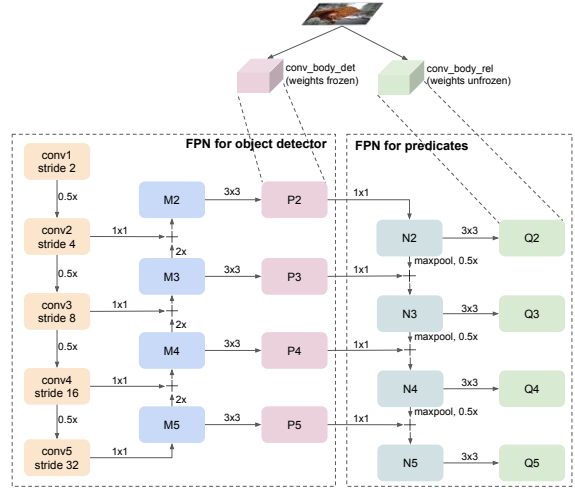 conv_body_det
(weights frozen)
conv_body_rel
(weights unfrozen)
FPN for object detector
FPN for predicates
conv1
stride 2
0.5x
M2
3x3
P2
1x1
conv2
stride 4
1x1
2x
N2
3x3
Q2
maxpool, 0.5x
0.5x
M3
3x3
P3
1x1
conv3
stride 8
1x1
2x
N3
3x3
Q3
maxpool, 0.5x
0.5x
M4
3x3
P4
1x1
conv4
stride 16
1x1
2x
N4
3x3
Q4
maxpool, 0.5x
0.5x
M5
3x3
P5
1x1
conv5
stride 32
1x1
N5
3x3
Q5